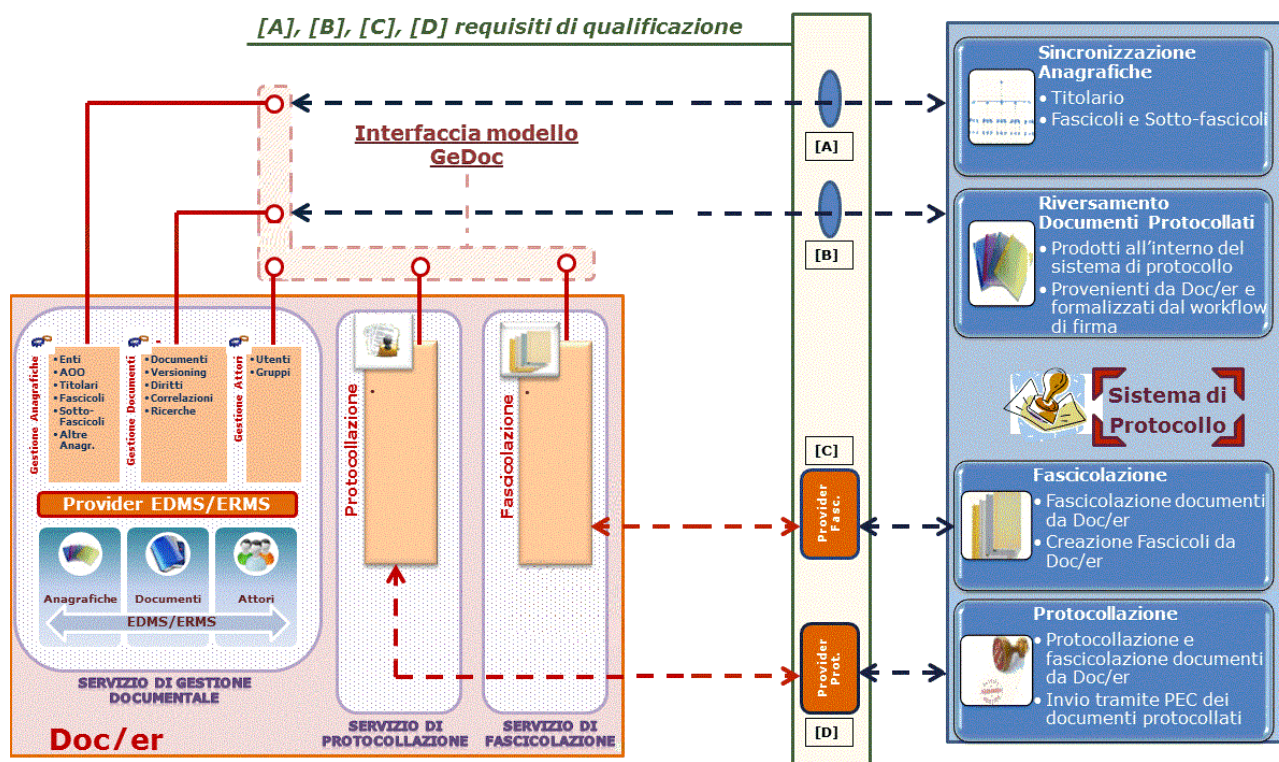 [A], [B], [C], [D] requisiti di qualificazione
Interfaccia modello
GeDoc
[A]
[B]
[C]
Provider
Fasc.
Provider
Prot.
[D]
Sincronizzazione
Anagrafiche
• Titolario
• Fascicoli e Sotto-fascicoli
Riversamento
Documenti Protocollati
• Prodotti all'interno del
sistema di protocollo
• Provenienti da Doc/er e
formalizzati dal workflow
di firma
Sistema di
Protocollo
Fascicolazione
• Fascicolazione documenti
da Doc/er
• Creazione Fascicoli da
Doc/er
Protocollazione
• Protocollazione e
fascicolazione documenti
da Doc/er
• Invio tramite PEC dei
documenti protocollati
Gestione Anagrafiche
• Enti
• AOO
• Titolari
• Fascicoli
• Sotto-
Fascicoli
• Altre
Anagr.
Gestione Documenti
• Documenti
• Versioning
• Diritti
• Correlazioni
• Ricerche
Gestione Attori
• Utenti
• Gruppi
Provider EDMS/ERMS
Anagrafiche
Documenti
Attori
EDMS/ERMS
SERVIZIO DI GESTIONE
DOCUMENTALE
Protocollazione
SERVIZIO DI
PROTOCOLLAZIONE
Fascicolazione
SERVIZIO DI
FASCICOLAZIONE
Doc/er